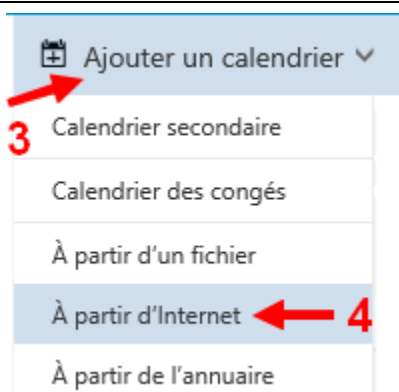 Ajouter un calendrier
3
Calendrier secondaire
Calendrier des congés
À partir d'un fichier
À partir d'Internet 4
À partir de l'annuaire